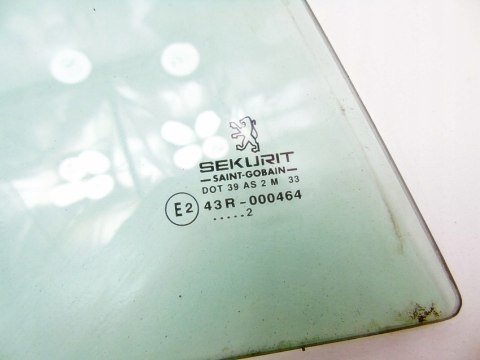 SEKURIT
SAINT-GOBAIN
DOT 39 AS 2 M 33
E2 43R-000464
.....2